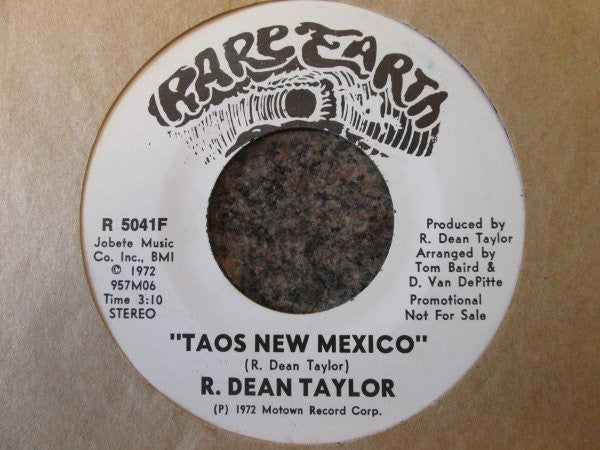 RARE EARTH
R 5041F
Jobete Music
Co. Inc., BMI
© 1972
957M06
Time 3:10
STEREO
Produced by
R. Dean Taylor
Arranged by
Tom Baird &
D. Van DePitte
Promotional
Not For Sale
"TAOS NEW MEXICO"
(R. Dean Taylor)
R. DEAN TAYLOR
(P) 1972 Motown Record Corp.